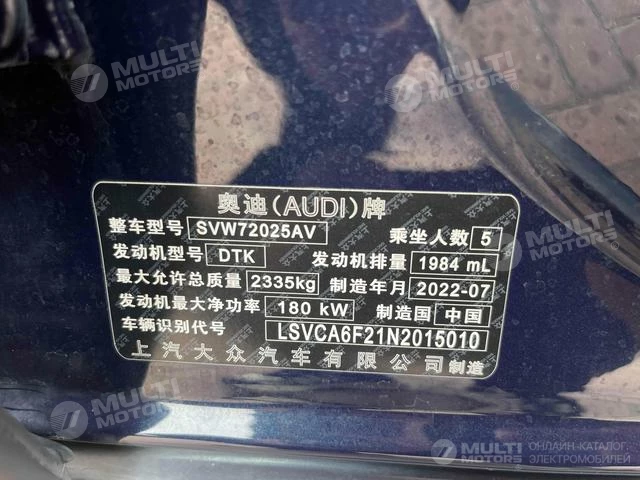 奥迪(AUDI)牌
整车型号 SVW72025AV 乘坐人数 5
发动机型号 DTK 发动机排量 1984 mL
最大允许总质量 2335kg 制造年月 2022-07
发动机最大净功率 180 kW 制造国 中国
车辆识别代号 LSVCA6F21N2015010
上汽大众汽车有限公司 制造
MULTI MOTORS
MULTI MOTORS
MULTI MOTORS
MULTI MOTORS
MULTI MOTORS
MULTI MOTORS
MULTI MOTORS
ОНЛАЙН-КАТАЛОГ
ЭЛЕКТРОМОБИЛЕЙ